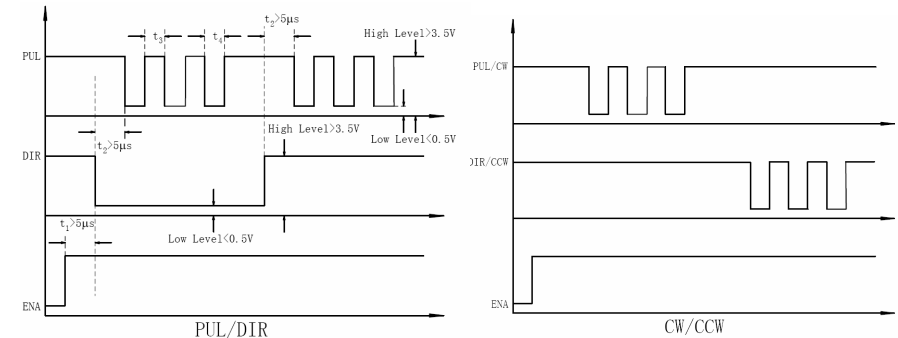 t2>5μs
High Level>3.5V
t3
t4
PUL
Low Level<0.5V
t2>5μs
High Level>3.5V
DIR
t1>5μs
Low Level<0.5V
ENA
PUL/DIR
PUL/CW
DIR/CCW
ENA
CW/CCW